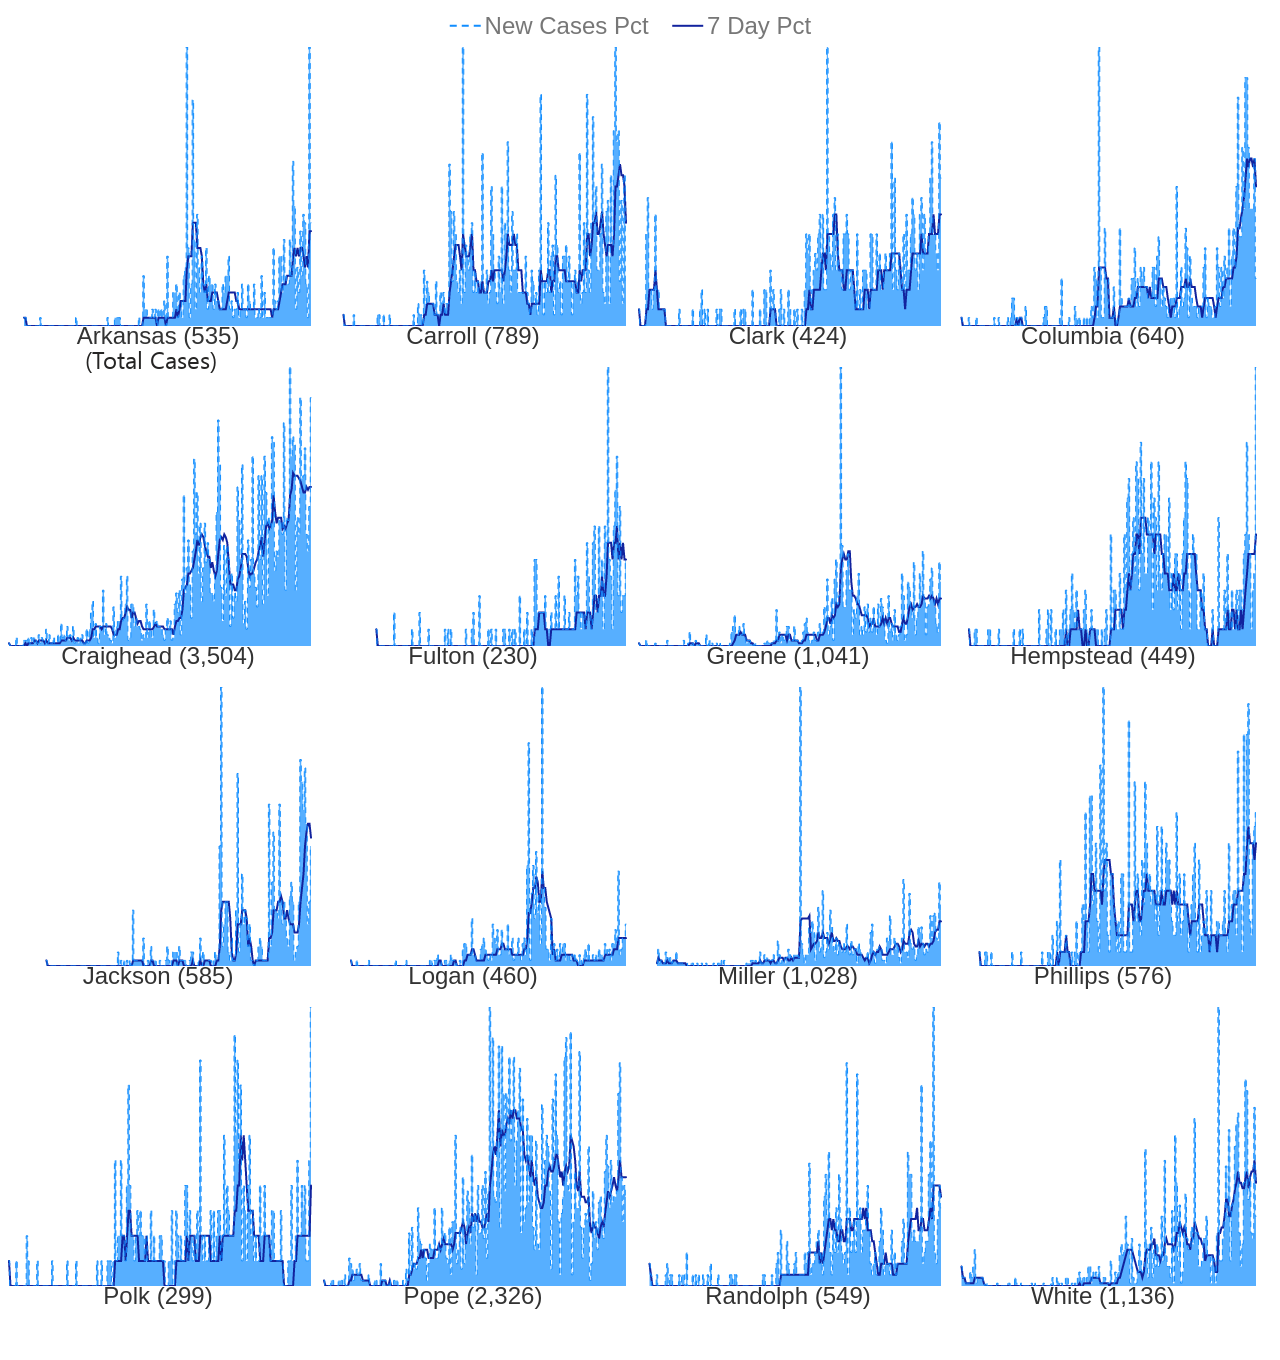 New Cases Pct 7 Day Pct
Arkansas (535) Carroll (789) Clark (424) Columbia (640)
(Total Cases)
Craighead (3,504) Fulton (230) Greene (1,041) Hempstead (449)
Jackson (585) Logan (460) Miller (1,028) Phillips (576)
Polk (299) Pope (2,326) Randolph (549) White (1,136)